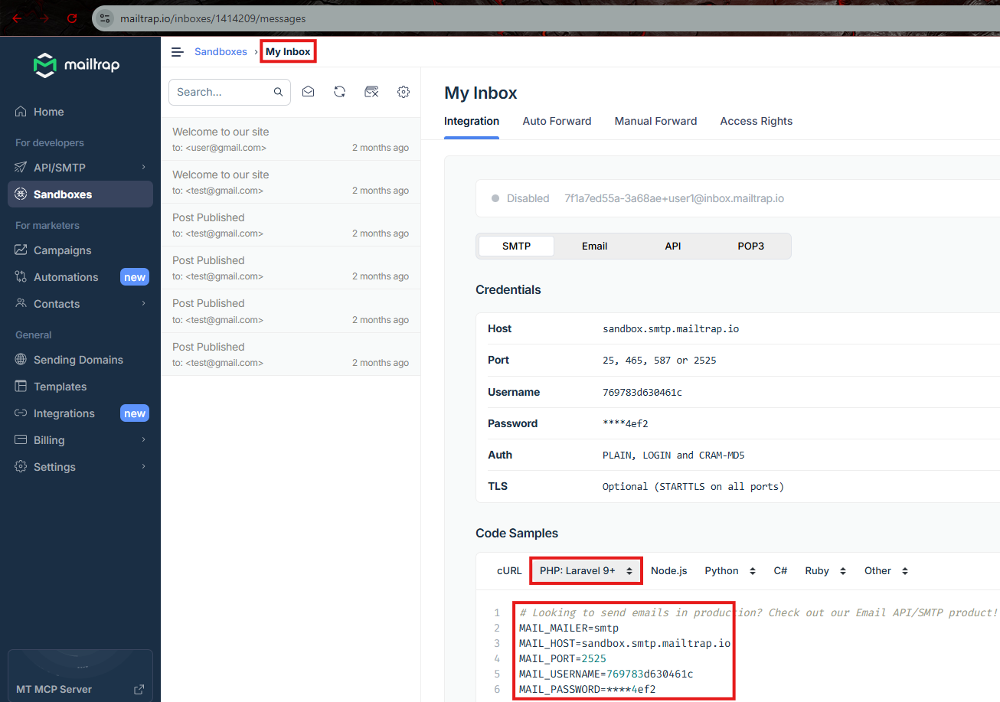 mailtrap.io/inboxes/1414209/messages
mailtrap
Home
For developers
API/SMTP
Sandboxes
For marketers
Campaigns
Automations new
Contacts
General
Sending Domains
Templates
Integrations new
Billing
Settings
MT MCP Server
Sandboxes › My Inbox
Search...
Welcome to our site
to: <user@gmail.com> 2 months ago
Welcome to our site
to: <test@gmail.com> 2 months ago
Post Published
to: <test@gmail.com> 2 months ago
Post Published
to: <test@gmail.com> 2 months ago
Post Published
to: <test@gmail.com> 2 months ago
Post Published
to: <test@gmail.com> 2 months ago
My Inbox
Integration Auto Forward Manual Forward Access Rights
Disabled 7f1a7ed55a-3a68ae+user1@inbox.mailtrap.io
SMTP Email API POP3
Credentials
Host sandbox.smtp.mailtrap.io
Port 25, 465, 587 or 2525
Username 769783d630461c
Password ****4ef2
Auth PLAIN, LOGIN and CRAM-MD5
TLS Optional (STARTTLS on all ports)
Code Samples
cURL PHP: Laravel 9+ Node.js Python C# Ruby Other
1 # Looking to send emails in production? Check out our Email API/SMTP product!
2 MAIL_MAILER=smtp
3 MAIL_HOST=sandbox.smtp.mailtrap.io
4 MAIL_PORT=2525
5 MAIL_USERNAME=769783d630461c
6 MAIL_PASSWORD=****4ef2